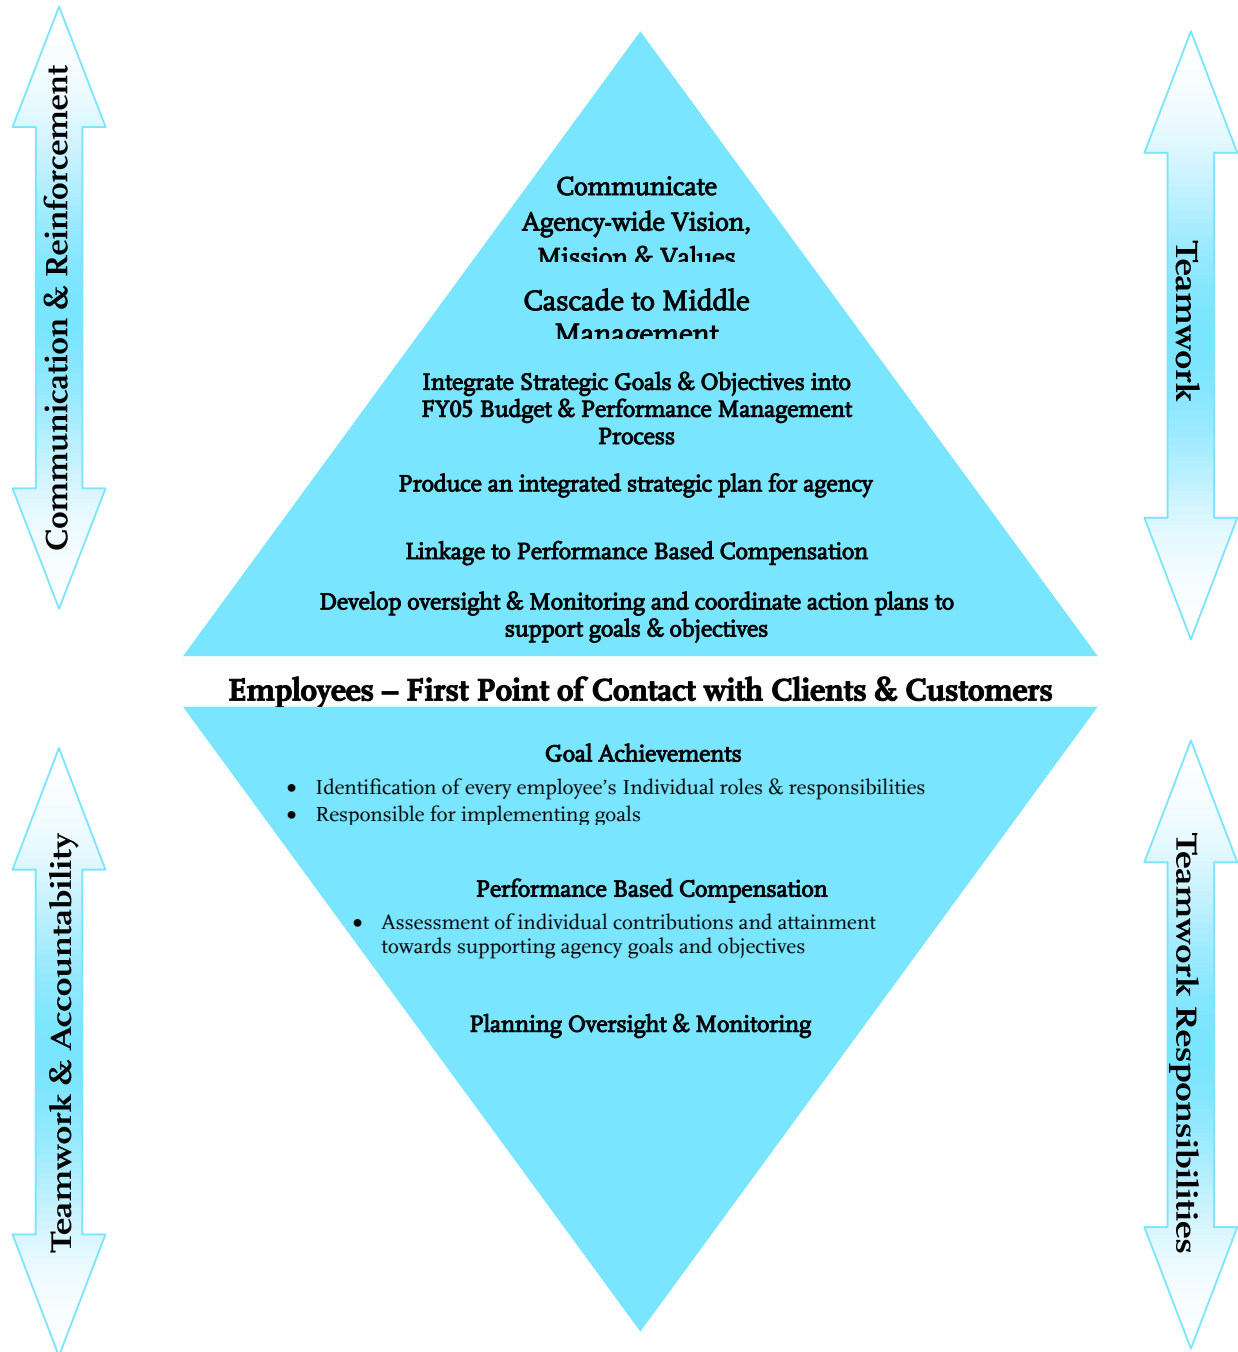 Communication & Reinforcement
Teamwork
Communicate
Agency-wide Vision,
Mission & Values
Cascade to Middle
Management
Integrate Strategic Goals & Objectives into
FY05 Budget & Performance Management
Process
Produce an integrated strategic plan for agency
Linkage to Performance Based Compensation
Develop oversight & Monitoring and coordinate action plans to
support goals & objectives
Employees – First Point of Contact with Clients & Customers
Teamwork & Accountability
Teamwork Responsibilities
Goal Achievements
• Identification of every employee’s Individual roles & responsibilities
• Responsible for implementing goals
Performance Based Compensation
• Assessment of individual contributions and attainment
towards supporting agency goals and objectives
Planning Oversight & Monitoring